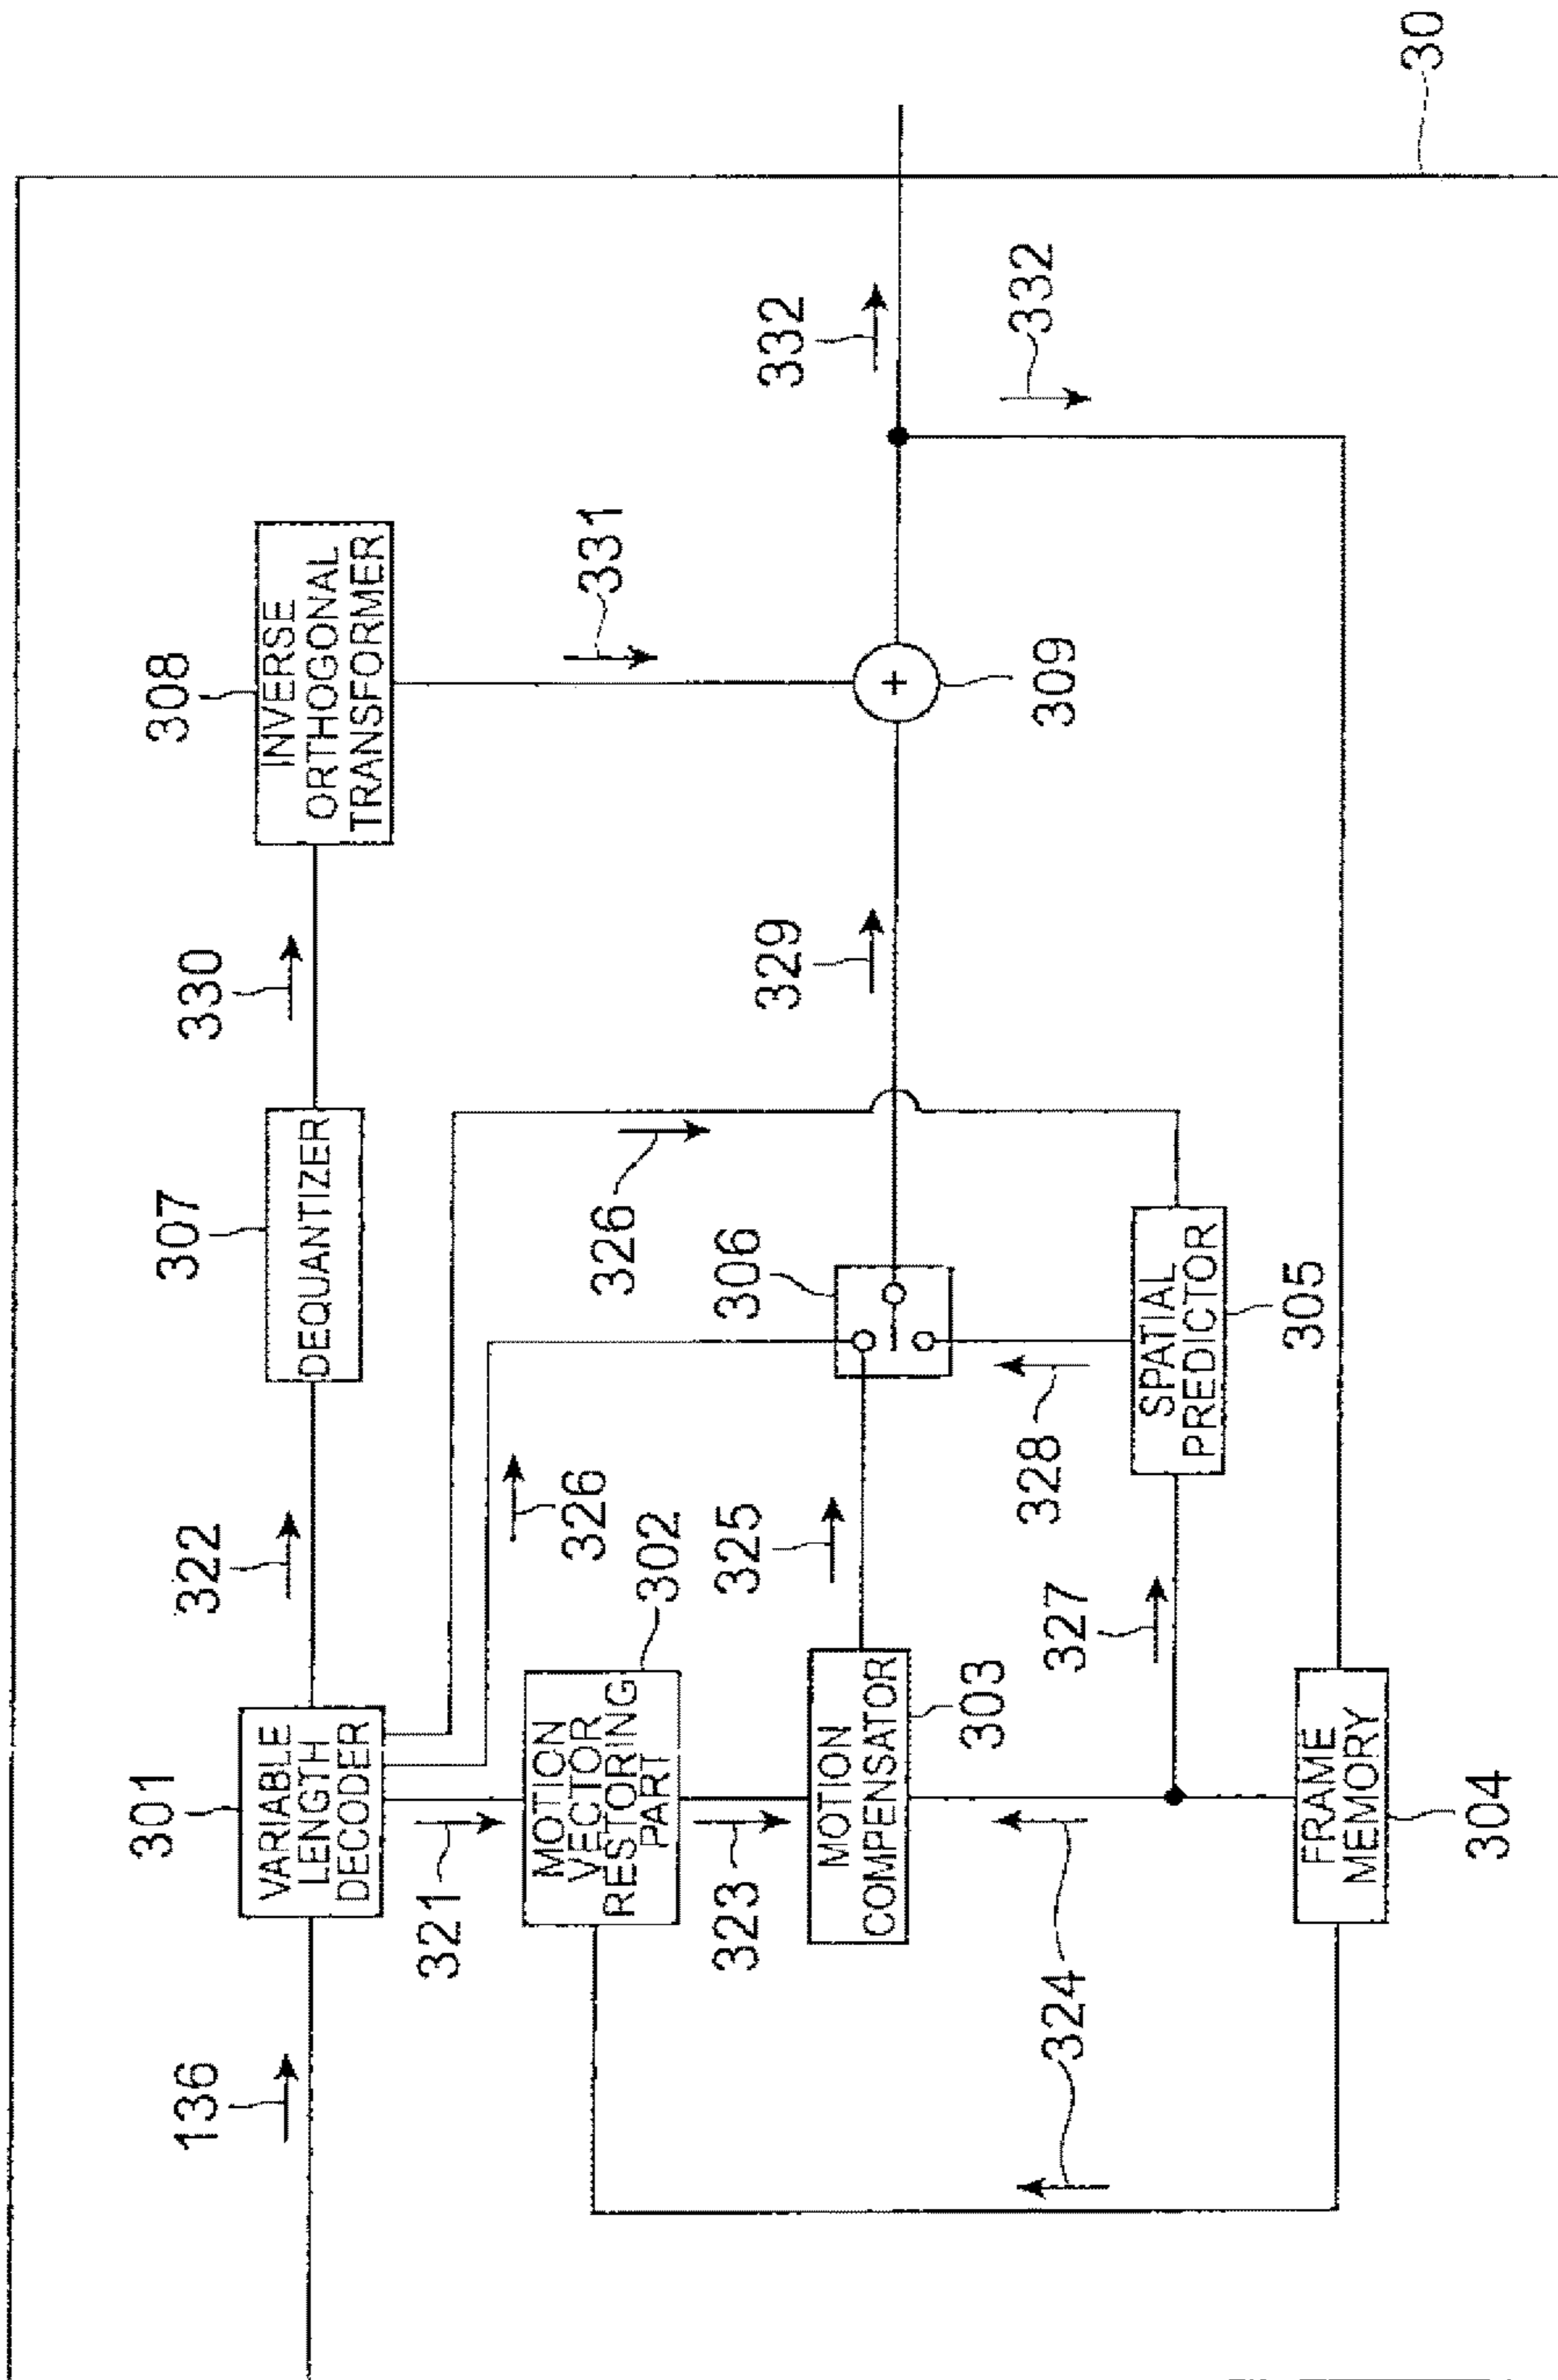 301
307
308
136
322
330
VARIABLE
LENGTH
DECODER
DEQUANTIZER
INVERSE
ORTHOGONAL
TRANSFORMER
321
326
326
331
MOTION
VECTOR
RESTORING
PART
302
323
325
306
329
332
MOTION
COMPENSATOR
+
303
328
309
332
324
327
SPATIAL
PREDICTOR
305
FRAME
MEMORY
304
30